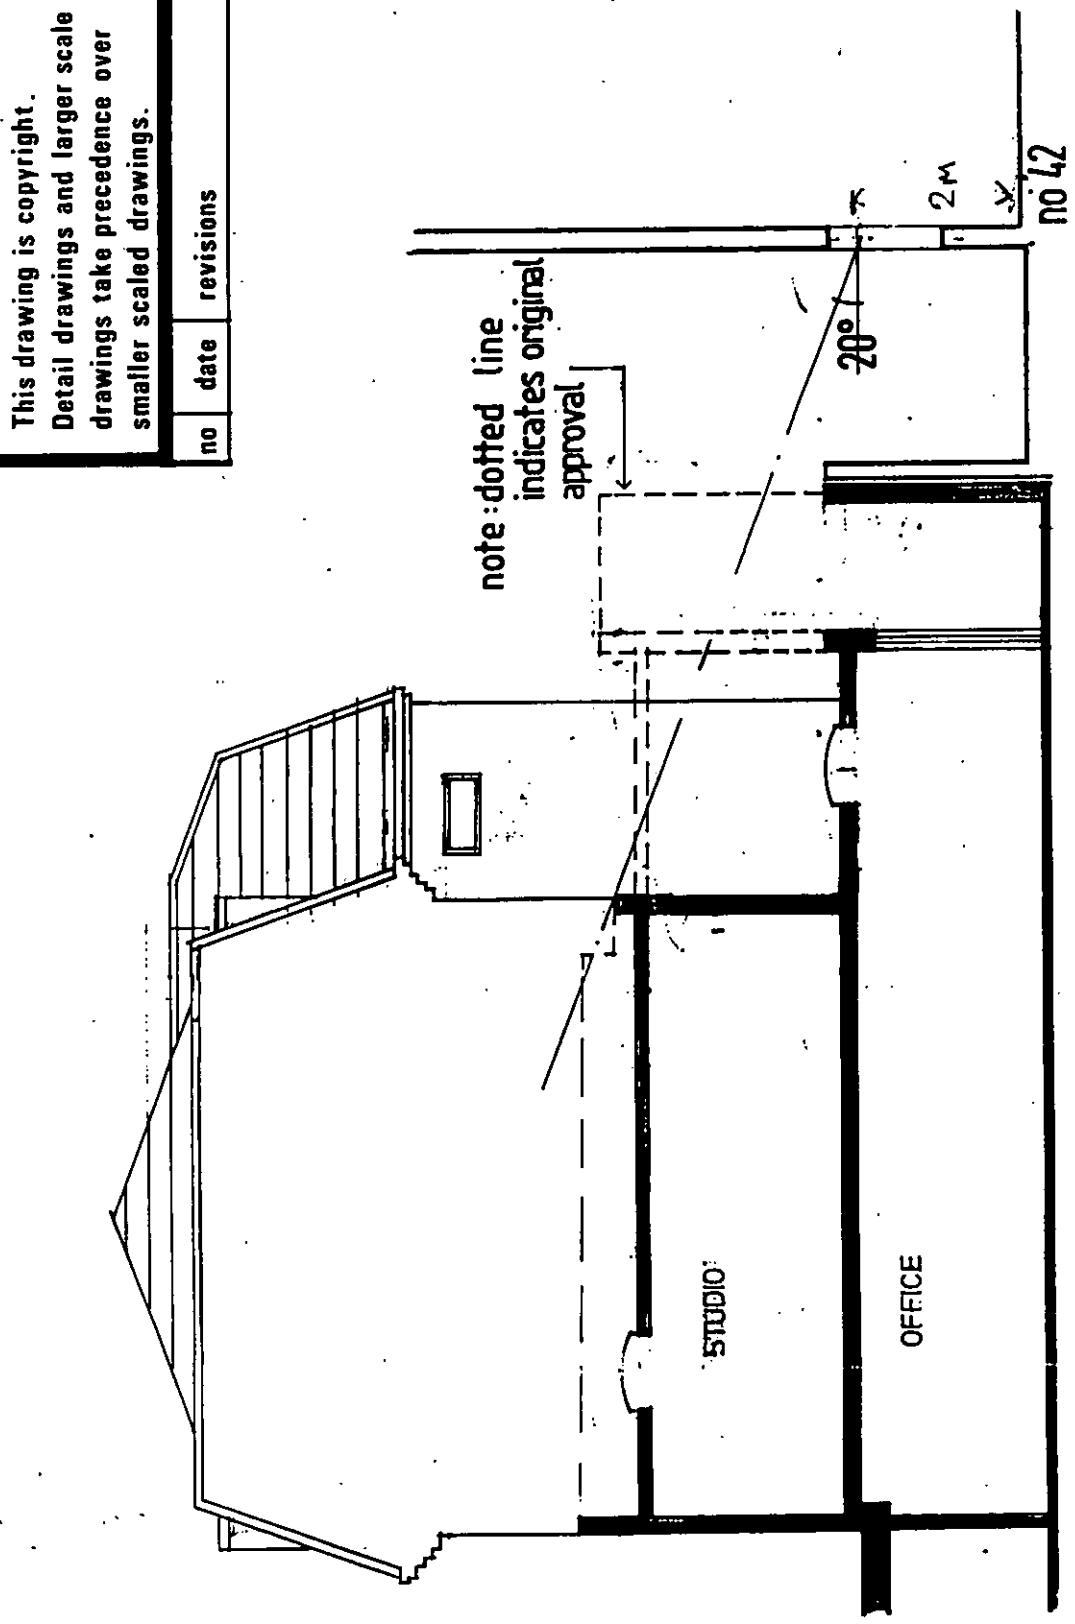 This drawing is copyright.
Detail drawings and larger scale
drawings take precedence over
smaller scaled drawings.
no date revisions
note: dotted line
indicates original
approval
20°
2M
no 42
STUDIO
OFFICE